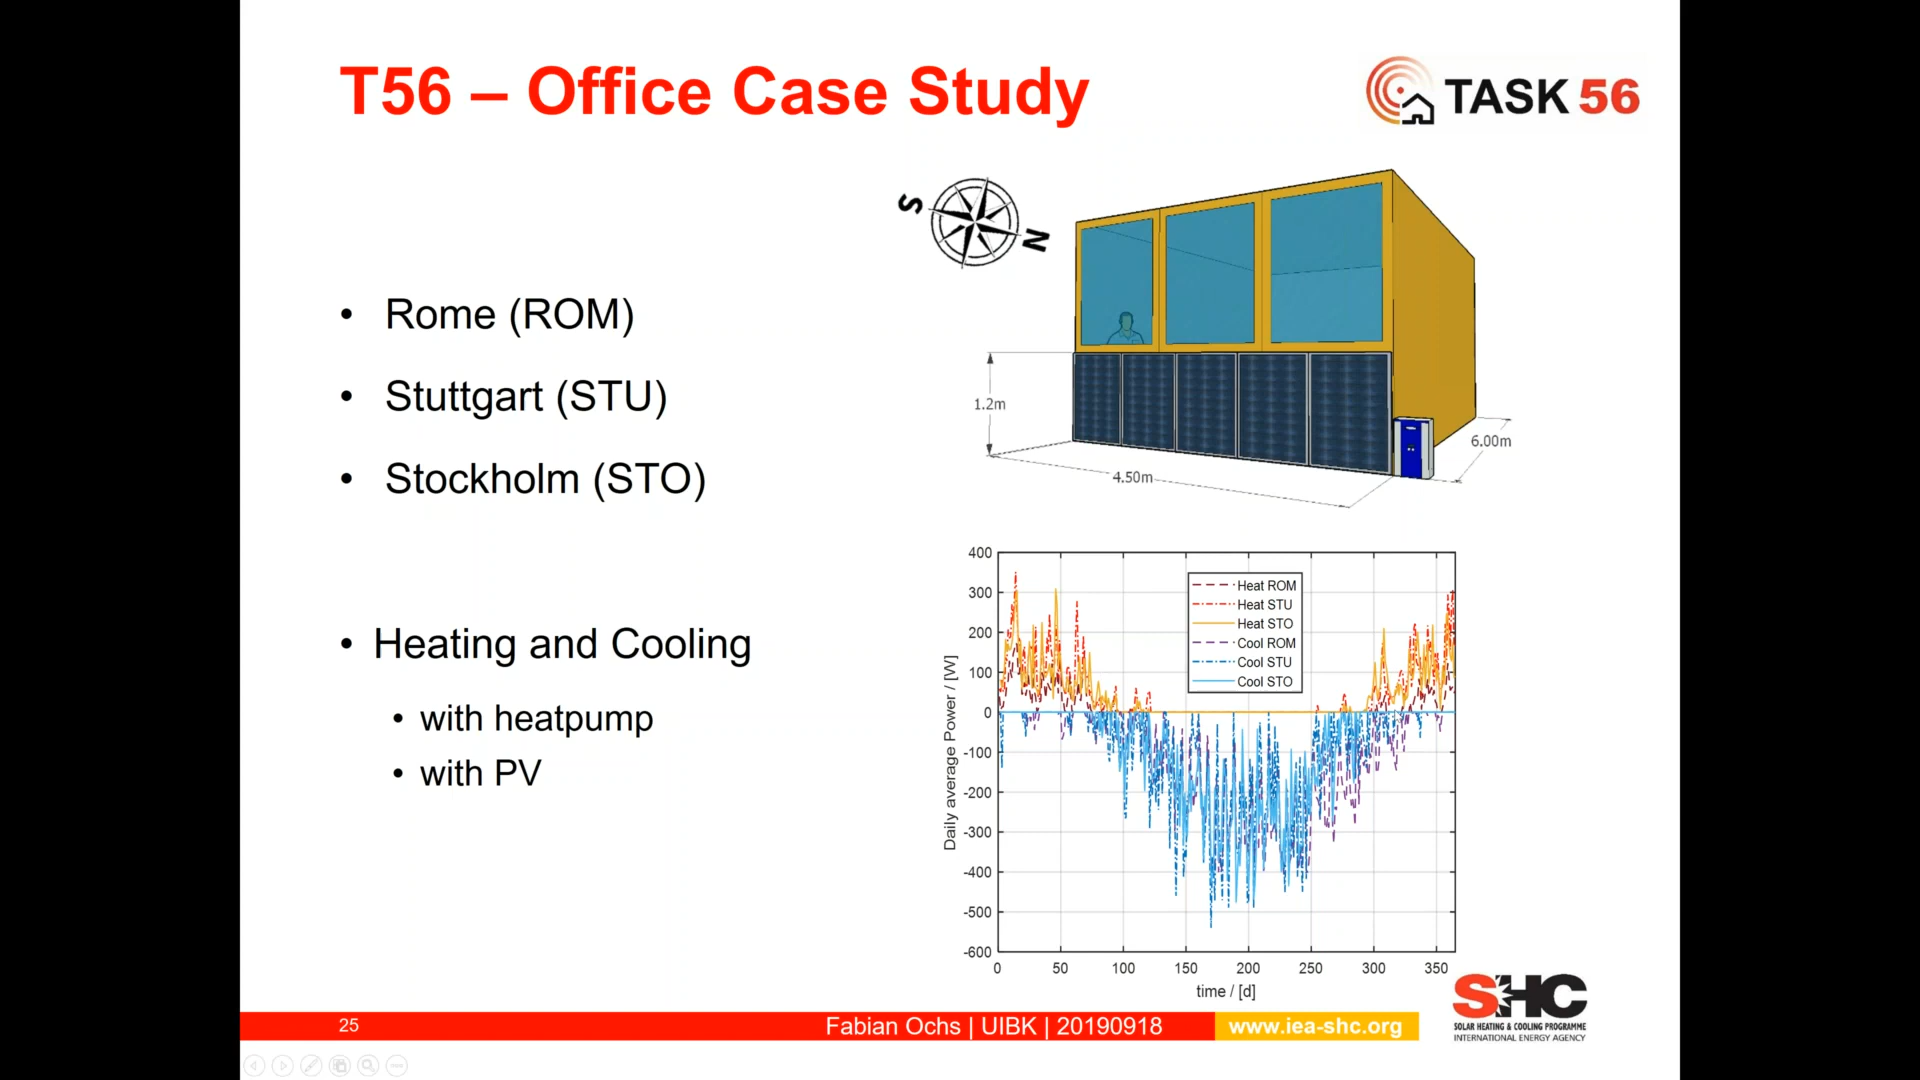 T56 – Office Case Study
TASK 56
S
N
• Rome (ROM)
• Stuttgart (STU)
• Stockholm (STO)
1.2m
4.50m
6.00m
• Heating and Cooling
• with heatpump
• with PV
400
300
200
100
0
-100
-200
-300
-400
-500
-600
Daily average Power / [W]
Heat ROM
Heat STU
Heat STO
Cool ROM
Cool STU
Cool STO
0 50 100 150 200 250 300 350
time / [d]
SHC
SOLAR HEATING & COOLING PROGRAMME
INTERNATIONAL ENERGY AGENCY
25
Fabian Ochs | UIBK | 20190918
www.iea-shc.org